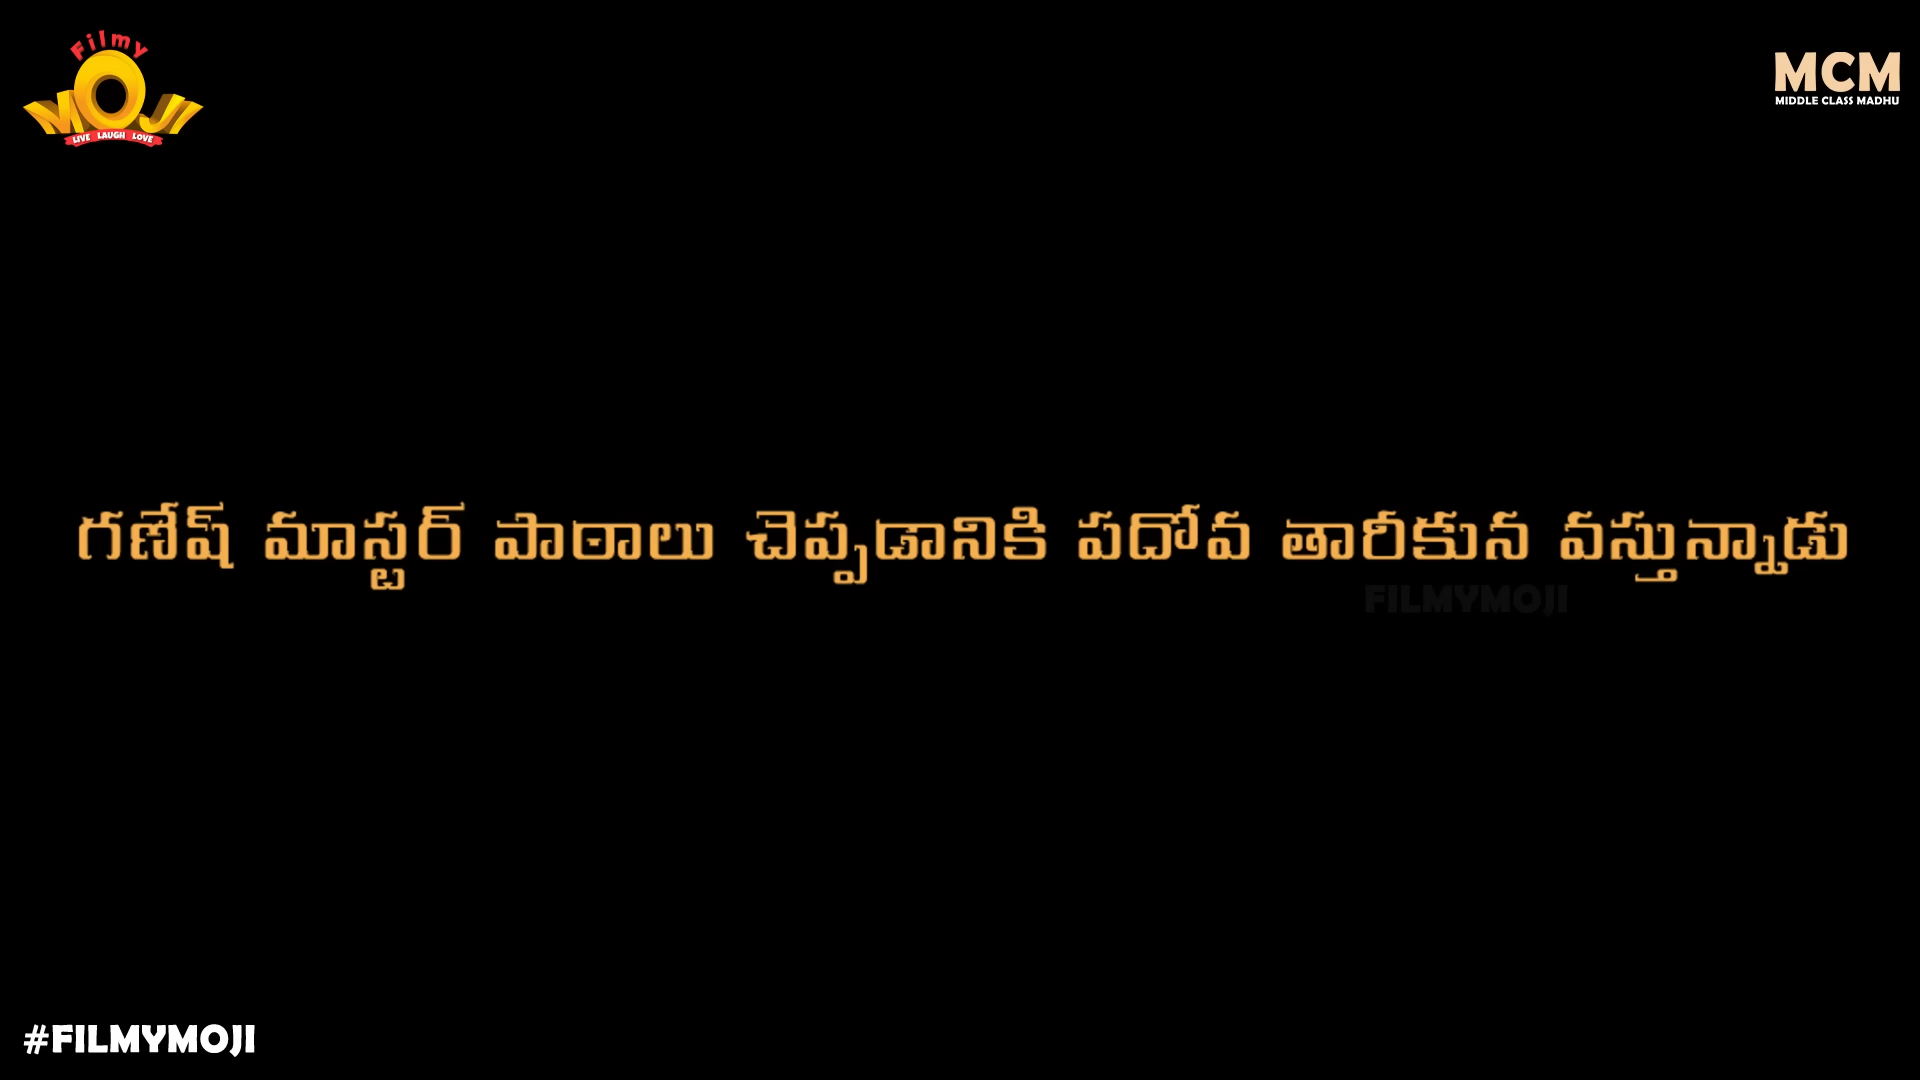 Filmy
MOJI
LIVE LAUGH LOVE
MCM
MIDDLE CLASS MADHU
గణేష్ మాస్టర్ పాఠాలు చెప్పడానికి పదోవ తారీకున వస్తున్నాడు
FILMYMOJI
#FILMYMOJI